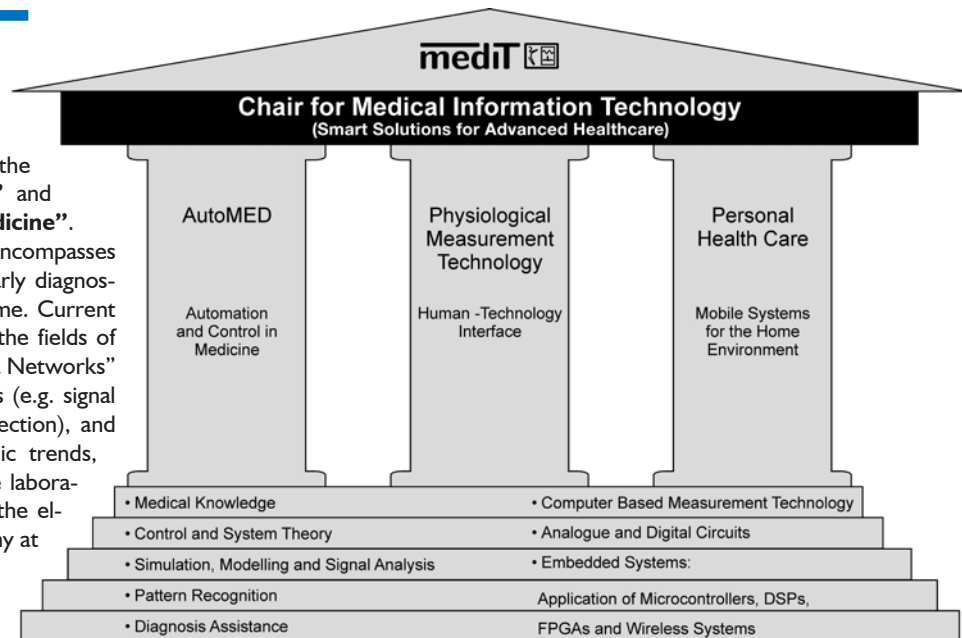 the
” and
dicine”.
ncompasses
arly diagnos-
me. Current
the fields of
Networks”
s (e.g. signal
ection), and
ic trends,
labora-
the el-
y at
mediT
Chair for Medical Information Technology
(Smart Solutions for Advanced Healthcare)
AutoMED
Automation
and Control in
Medicine
Physiological
Measurement
Technology
Human -Technology
Interface
Personal
Health Care
Mobile Systems
for the Home
Environment
• Medical Knowledge
• Control and System Theory
• Simulation, Modelling and Signal Analysis
• Pattern Recognition
• Diagnosis Assistance
• Computer Based Measurement Technology
• Analogue and Digital Circuits
• Embedded Systems:
Application of Microcontrollers, DSPs,
FPGAs and Wireless Systems